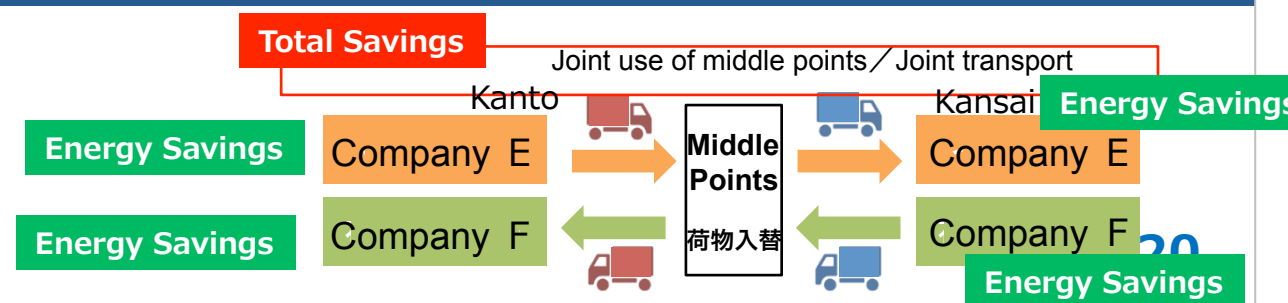 Total Savings
Joint use of middle points／Joint transport
Kanto
Kansai
Energy Savings
Energy Savings
Company E
Middle
Points
荷物入替
Company E
Energy Savings
Company F
Company F
20
Energy Savings